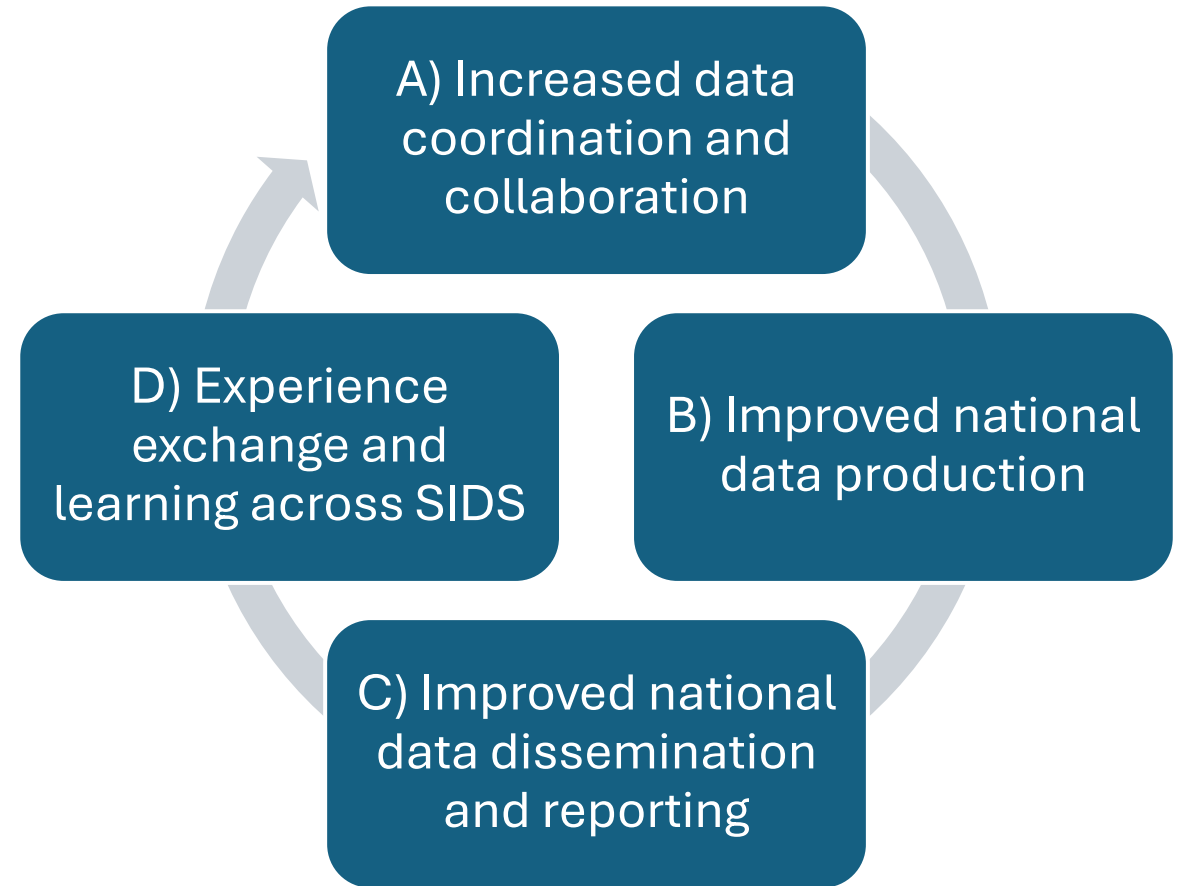 A) Increased data
coordination and
collaboration
B) Improved national
data production
C) Improved national
data dissemination
and reporting
D) Experience
exchange and
learning across SIDS